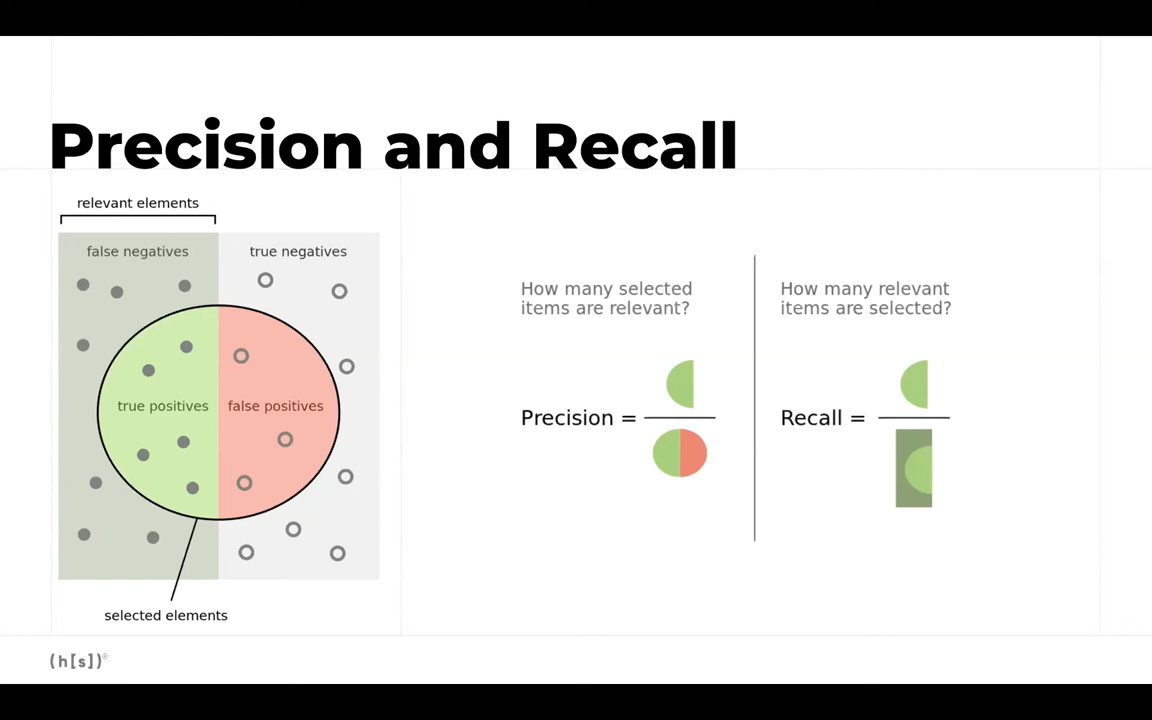 Precision and Recall
relevant elements
false negatives
true negatives
true positives
false positives
selected elements
How many selected
items are relevant?
Precision =
How many relevant
items are selected?
Recall =
(h[s])®